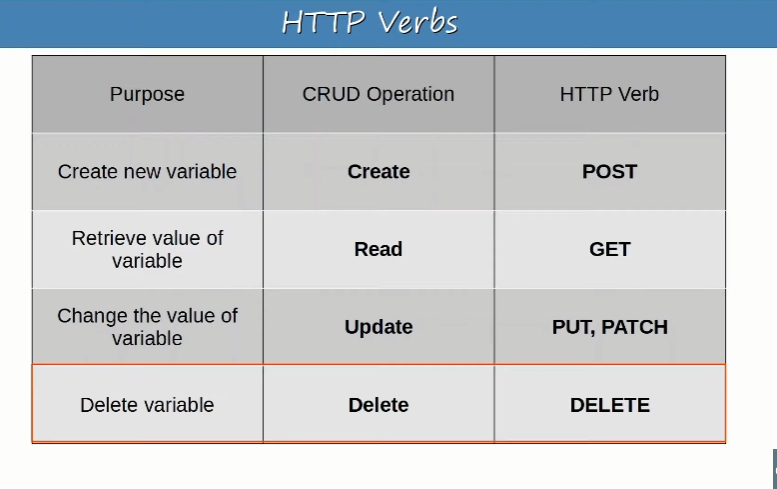 HTTP Verbs
Purpose CRUD Operation HTTP Verb
Create new variable Create POST
Retrieve value of
variable Read GET
Change the value of
variable Update PUT, PATCH
Delete variable Delete DELETE